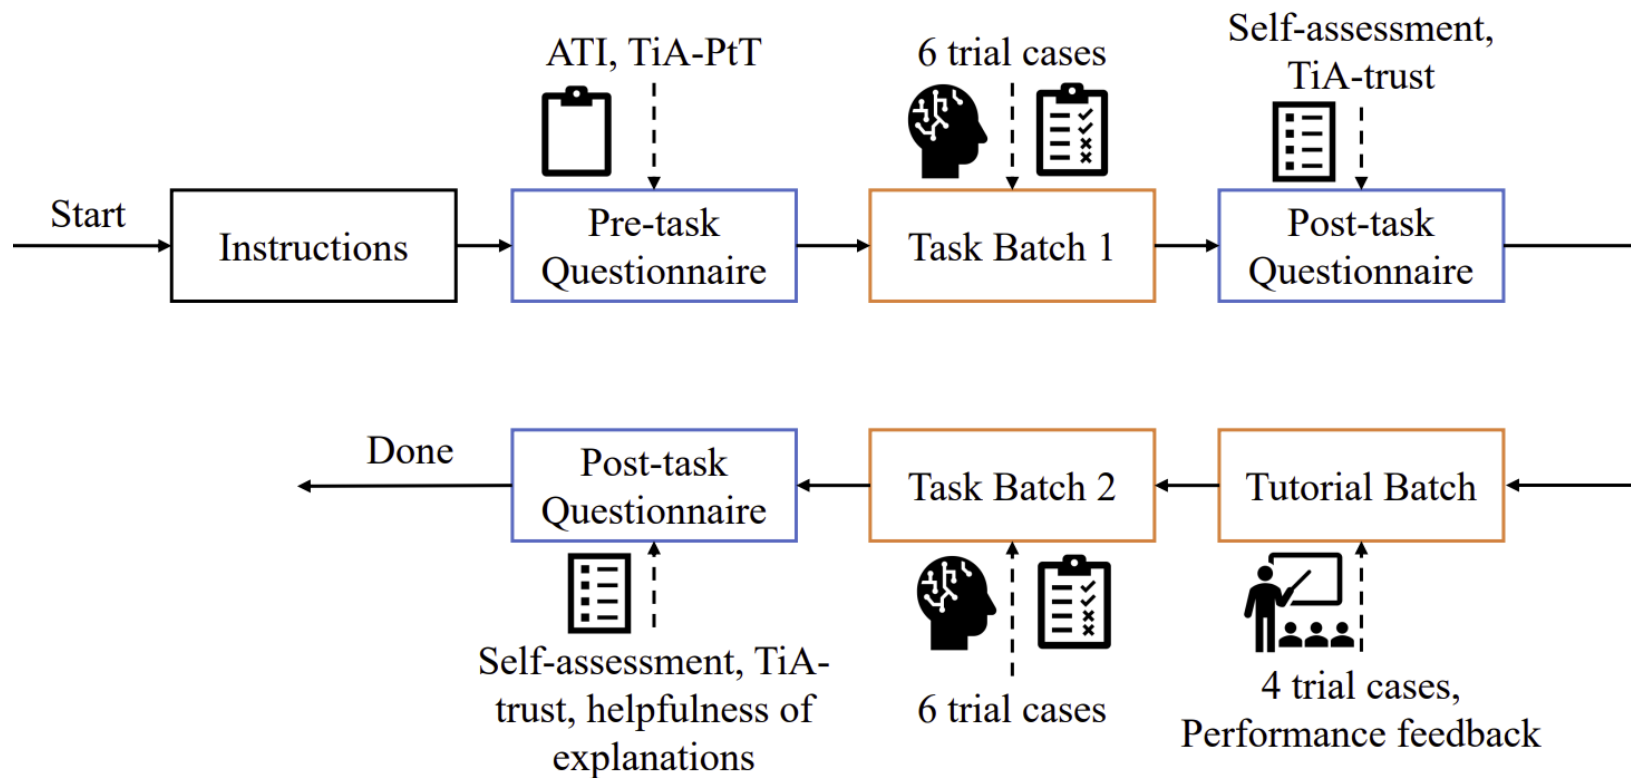 ATI, TiA-PtT
6 trial cases
Self-assessment,
TiA-trust
Start
Instructions
Pre-task
Questionnaire
Task Batch 1
Post-task
Questionnaire
Done
Post-task
Questionnaire
Task Batch 2
Tutorial Batch
Self-assessment, TiA-
trust, helpfulness of
explanations
6 trial cases
4 trial cases,
Performance feedback